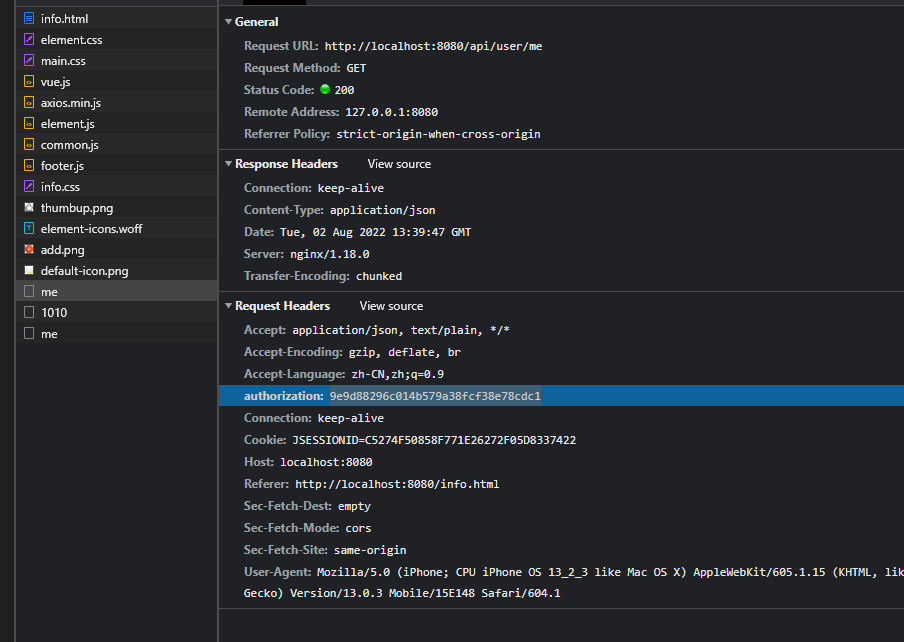 info.html
element.css
main.css
vue.js
axios.min.js
element.js
common.js
footer.js
info.css
thumbup.png
element-icons.woff
add.png
default-icon.png
me
1010
me
General
Request URL: http://localhost:8080/api/user/me
Request Method: GET
Status Code: 200
Remote Address: 127.0.0.1:8080
Referrer Policy: strict-origin-when-cross-origin
Response Headers View source
Connection: keep-alive
Content-Type: application/json
Date: Tue, 02 Aug 2022 13:39:47 GMT
Server: nginx/1.18.0
Transfer-Encoding: chunked
Request Headers View source
Accept: application/json, text/plain, */*
Accept-Encoding: gzip, deflate, br
Accept-Language: zh-CN,zh;q=0.9
authorization: 9e9d88296c014b579a38fcf38e78cdc1
Connection: keep-alive
Cookie: JSESSIONID=C5274F50858F771E26272F05D8337422
Host: localhost:8080
Referer: http://localhost:8080/info.html
Sec-Fetch-Dest: empty
Sec-Fetch-Mode: cors
Sec-Fetch-Site: same-origin
User-Agent: Mozilla/5.0 (iPhone; CPU iPhone OS 13_2_3 like Mac OS X) AppleWebKit/605.1.15 (KHTML, lik
Gecko) Version/13.0.3 Mobile/15E148 Safari/604.1